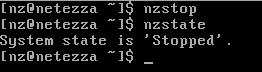 [nz@netezza ~]$ nzstop
[nz@netezza ~]$ nzstate
System state is 'Stopped'.
[nz@netezza ~]$ _